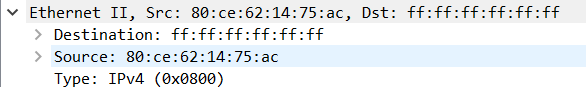 Ethernet II, Src: 80:ce:62:14:75:ac, Dst: ff:ff:ff:ff:ff:ff
Destination: ff:ff:ff:ff:ff:ff
Source: 80:ce:62:14:75:ac
Type: IPv4 (0x0800)